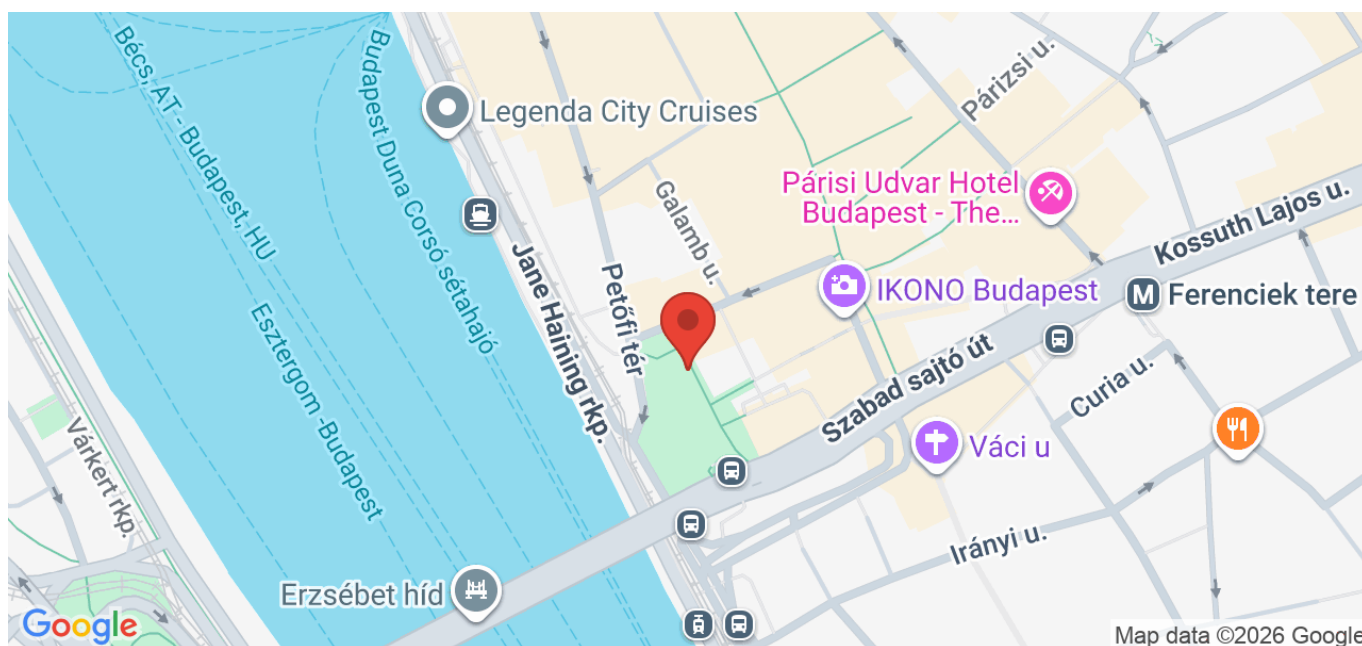 Bécs, AT - Budapest, HU
Budapest Duna Corsó sétahajó
Legenda City Cruises
Párizsi u.
Párisi Udvar Hotel
Budapest - The...
Galamb u.
Kossuth Lajos u.
Jane Haining rkp.
Petőfi tér
IKONO Budapest
M Ferenciek tere
Esztergom-Budapest
Szabad sajtó út
Curia u.
Váci u
Várkert rkp.
Irányi u.
Erzsébet híd
Google
Map data ©2026 Google